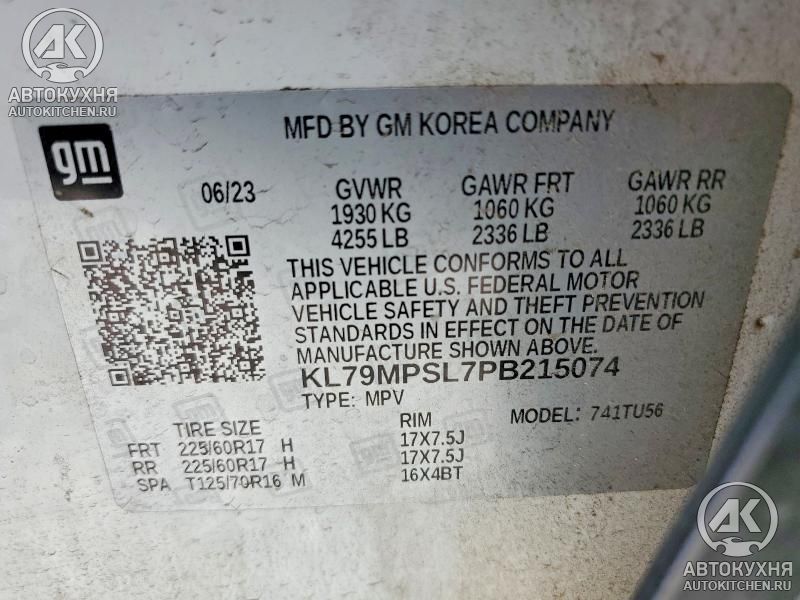 АК
АВТОКУХНЯ
AUTOKITCHEN.RU
MFD BY GM KOREA COMPANY
gm
06/23
GVWR
1930 KG
4255 LB
GAWR FRT
1060 KG
2336 LB
GAWR RR
1060 KG
2336 LB
THIS VEHICLE CONFORMS TO ALL
APPLICABLE U.S. FEDERAL MOTOR
VEHICLE SAFETY AND THEFT PREVENTION
STANDARDS IN EFFECT ON THE DATE OF
MANUFACTURE SHOWN ABOVE.
KL79MPSL7PB215074
TYPE: MPV
MODEL: 741TU56
TIRE SIZE
RIM
FRT 225/60R17 H 17X7.5J
RR 225/60R17 H 17X7.5J
SPA T125/70R16 M 16X4BT
АК
АВТОКУХНЯ
AUTOKITCHEN.RU